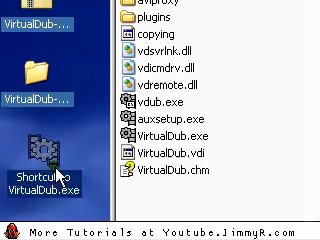 VirtualDub-...
VirtualDub-...
Shortcut to
VirtualDub.exe
aviproxy
plugins
copying
vdsvrlnk.dll
vdicmdrv.dll
vdremote.dll
vdub.exe
auxsetup.exe
VirtualDub.exe
VirtualDub.vdi
VirtualDub.chm
More Tutorials at Youtube.JimmyR.com